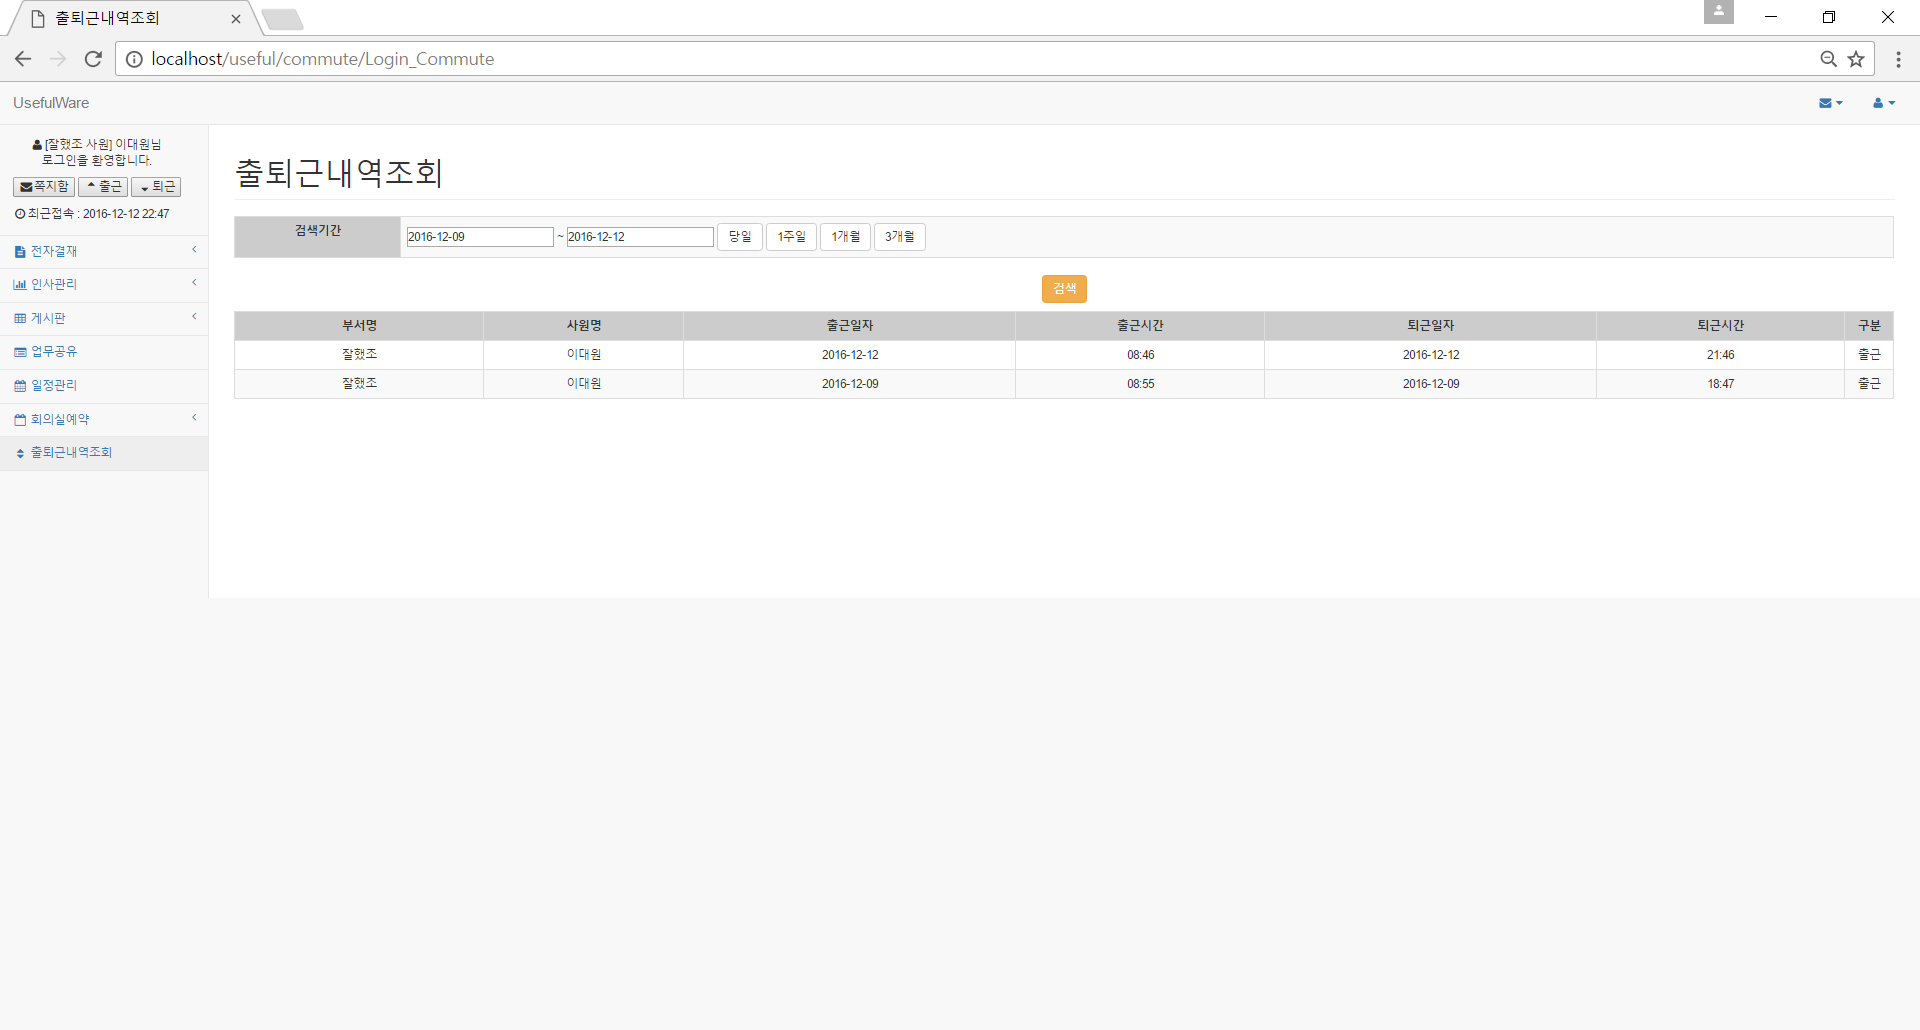 출퇴근내역조회
localhost/useful/commute/Login_Commute
UsefulWare
[잘했조 사원] 이대원님
로그인을 환영합니다.
쪽지함 출근 퇴근
최근접속 : 2016-12-12 22:47
전자결재
인사관리
게시판
업무공유
일정관리
회의실예약
출퇴근내역조회
출퇴근내역조회
검색기간 2016-12-09 ~ 2016-12-12 당일 1주일 1개월 3개월
검색
부서명 사원명 출근일자 출근시간 퇴근일자 퇴근시간 구분
잘했조 이대원 2016-12-12 08:46 2016-12-12 21:46 출근
잘했조 이대원 2016-12-09 08:55 2016-12-09 18:47 출근